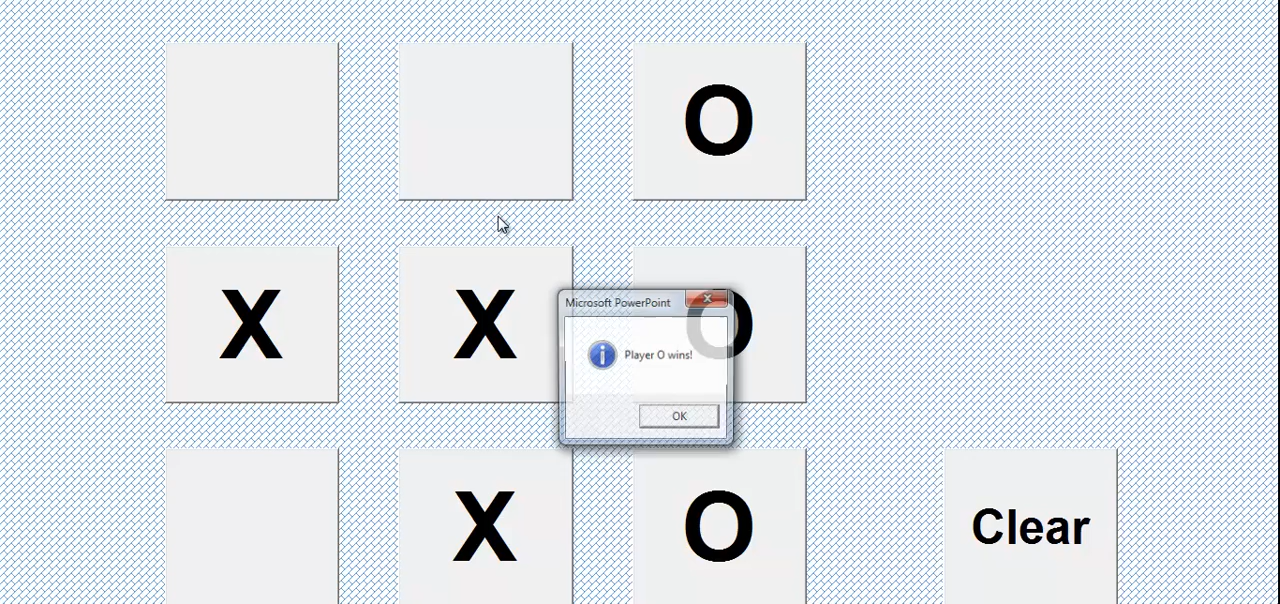 O
X X O
Microsoft PowerPoint
Player O wins!
OK
X O
Clear